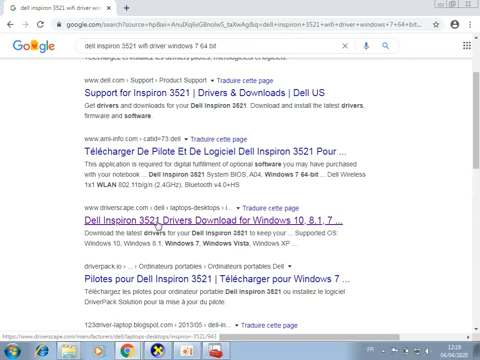 dell inspiron 3521 wifi driver w
google.com/search?source=hp&ei=
dell+inspiron+3521+wifi+driver+windows+7+64+bit
Google
dell inspiron 3521 wifi driver windows 7 64 bit
www.dell.com › Support › Product Support ▾ Traduire cette page
Support for Inspiron 3521 | Drivers & Downloads | Dell US
Get drivers and downloads for your Dell Inspiron 3521. Download and install the latest drivers,
firmware and software.
www.ami-info.com › catid=73:dell ▾ Traduire cette page
Télécharger De Pilote Et De Logiciel Dell Inspiron 3521 Pour ...
This application is required for digital fulfillment of optional software you may have purchased
with your notebook ... Dell Inspiron 3521 System BIOS, A04, Windows 7 64-bit ... Dell Wireless
1x1 WLAN 802.11b/g/n (2.4GHz), Bluetooth v4.0+HS
www.driverscape.com › dell › laptops-desktops › i... ▾ Traduire cette page
Dell Inspiron 3521 Drivers Download for Windows 10, 8.1, 7 ...
Download the latest drivers for your Dell Inspiron 3521 to keep your ... Supported OS:
Windows 10, Windows 8.1, Windows 7, Windows Vista, Windows XP ...
driverpack.io › ... › Ordinateurs portables › Ordinateurs portables Dell ▾
Pilotes pour Dell Inspiron 3521 | Télécharger pour Windows 7 ...
Téléchargez les pilotes pour ordinateur portable Dell Inspiron 3521 ou installez le logiciel
DriverPack Solution pour la mise à jour du pilote.
123driver-laptop.blogspot.com › 2013/05 › dell-in... ▾ Traduire cette page
https://www.driverscape.com/manufacturers/dell/laptops-desktops/inspiron-3521/943
FR
12:19
04/04/2020